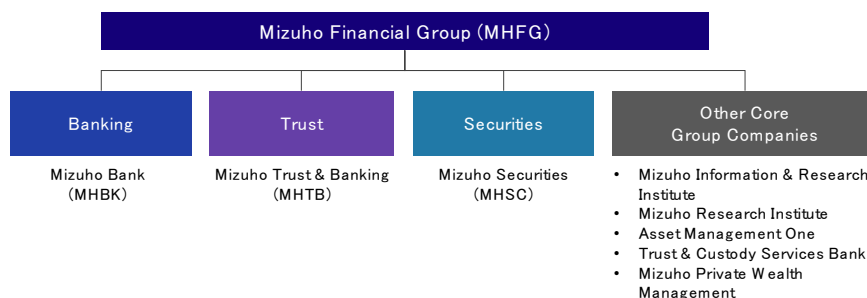 Mizuho Financial Group (MHFG)
Banking
Trust
Securities
Other Core
Group Companies
Mizuho Bank
(MHBK)
Mizuho Trust & Banking
(MHTB)
Mizuho Securities
(MHSC)
• Mizuho Information & Research
Institute
• Mizuho Research Institute
• Asset Management One
• Trust & Custody Services Bank
• Mizuho Private Wealth
Management